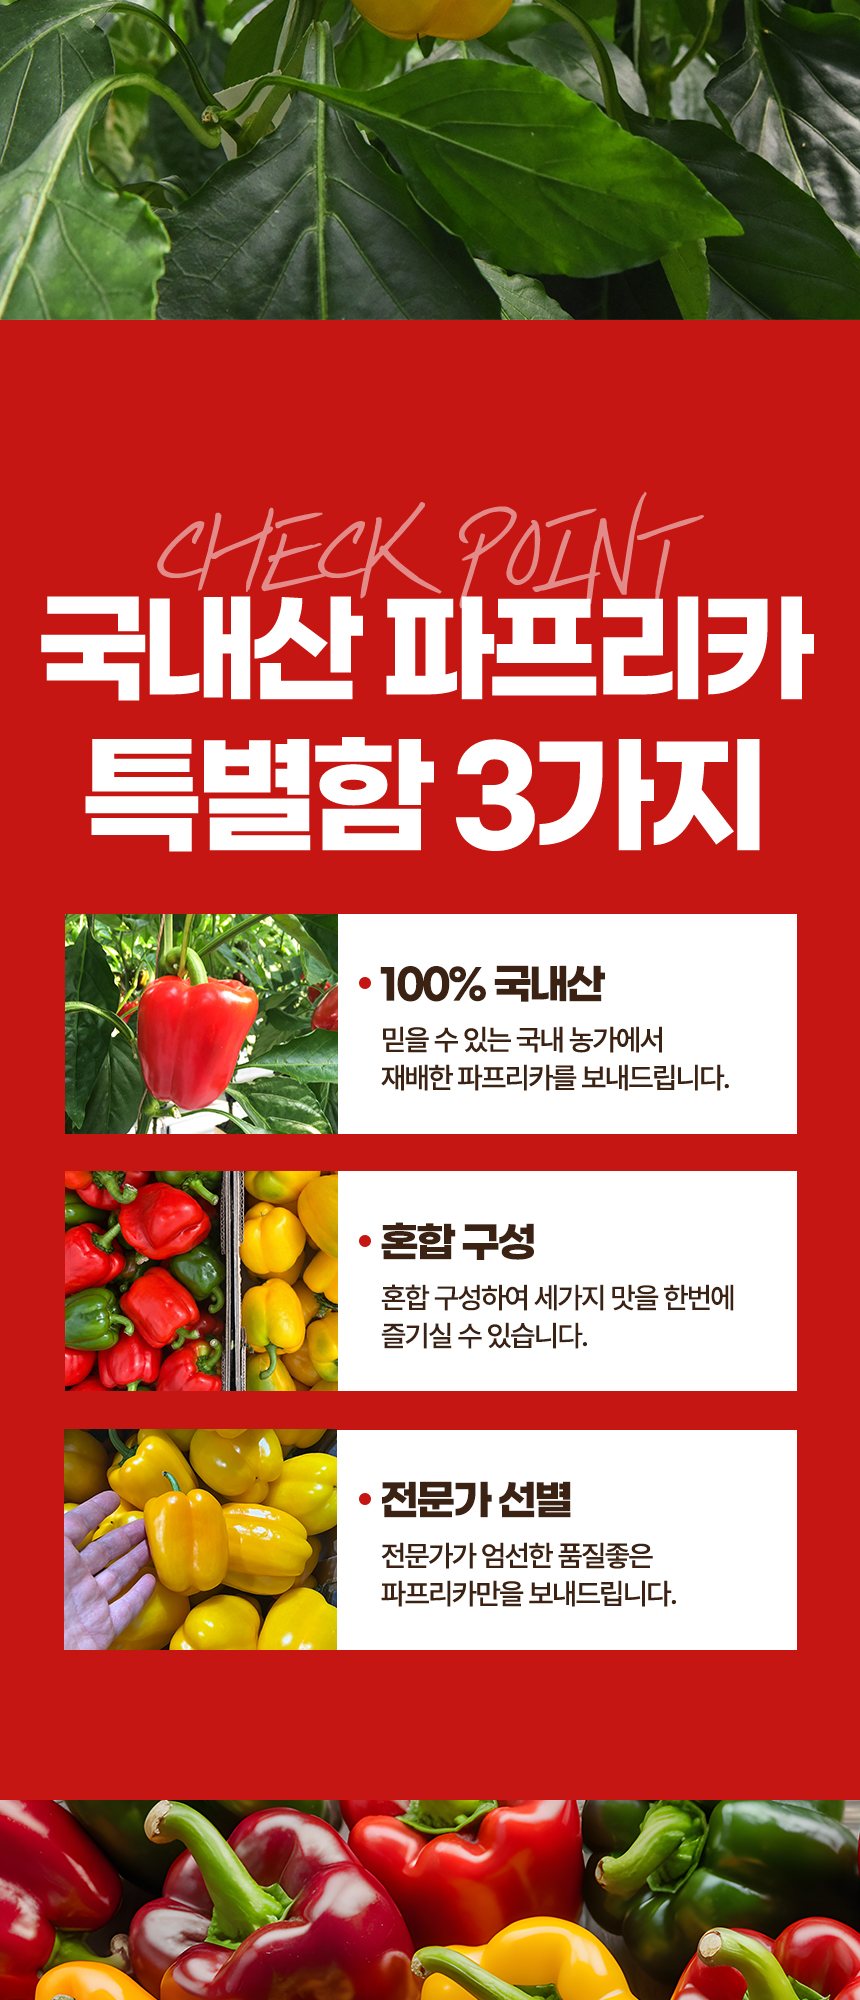 CHECK POINT
국내산 파프리카
특별함 3가지
100% 국내산
믿을 수 있는 국내 농가에서
재배한 파프리카를 보내드립니다.
혼합 구성
혼합 구성하여 세가지 맛을 한번에
즐기실 수 있습니다.
전문가 선별
전문가가 엄선한 품질좋은
파프리카만을 보내드립니다.